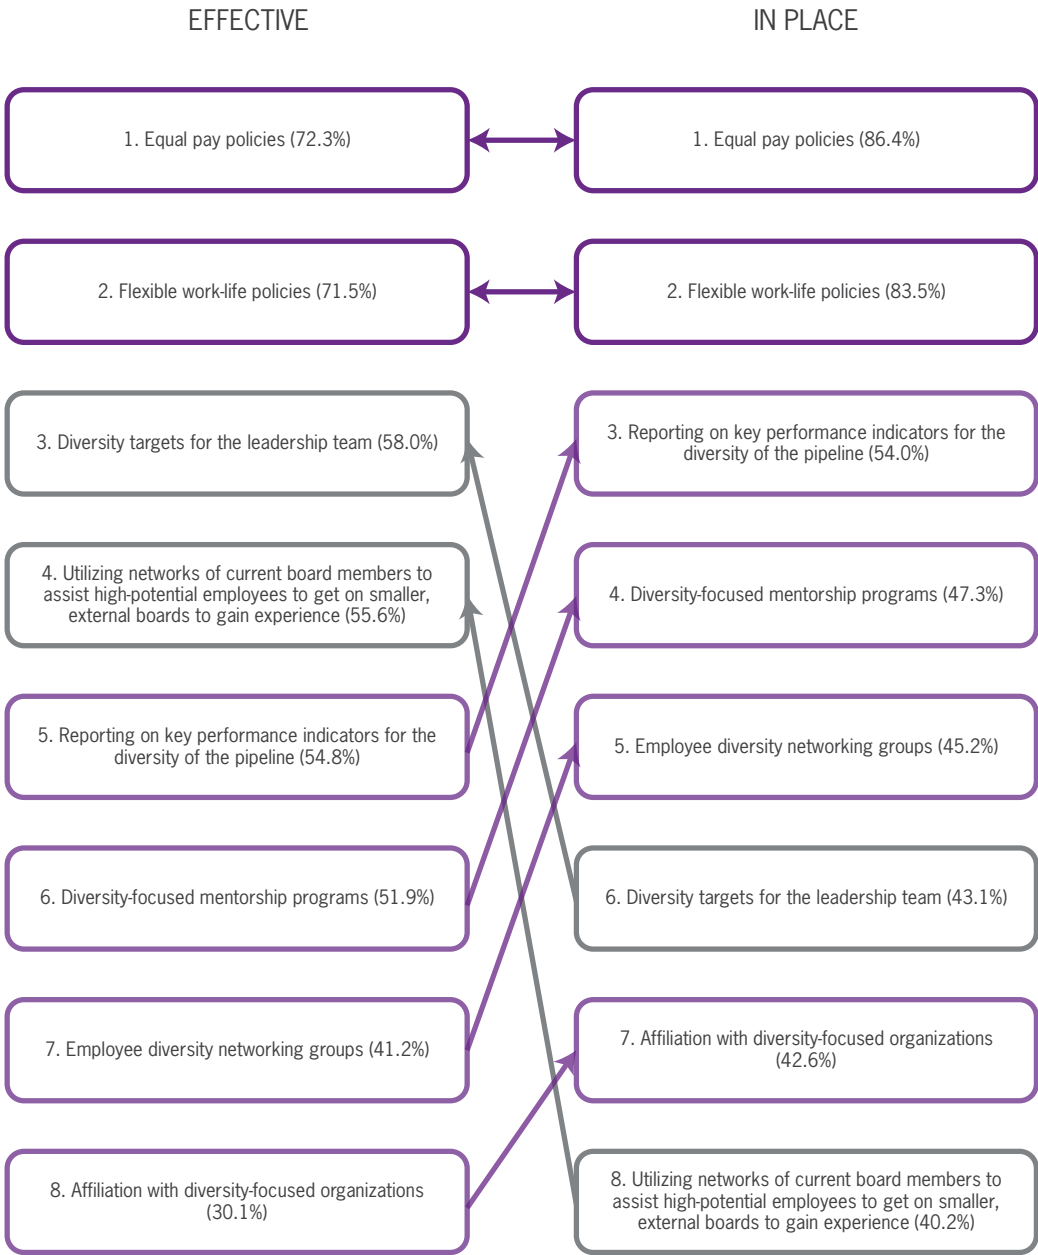 EFFECTIVE
IN PLACE
1. Equal pay policies (72.3%)
1. Equal pay policies (86.4%)
2. Flexible work-life policies (71.5%)
2. Flexible work-life policies (83.5%)
3. Diversity targets for the leadership team (58.0%)
3. Reporting on key performance indicators for the
diversity of the pipeline (54.0%)
4. Utilizing networks of current board members to
assist high-potential employees to get on smaller,
external boards to gain experience (55.6%)
4. Diversity-focused mentorship programs (47.3%)
5. Reporting on key performance indicators for the
diversity of the pipeline (54.8%)
5. Employee diversity networking groups (45.2%)
6. Diversity-focused mentorship programs (51.9%)
6. Diversity targets for the leadership team (43.1%)
7. Employee diversity networking groups (41.2%)
7. Affiliation with diversity-focused organizations
(42.6%)
8. Affiliation with diversity-focused organizations
(30.1%)
8. Utilizing networks of current board members to
assist high-potential employees to get on smaller,
external boards to gain experience (40.2%)